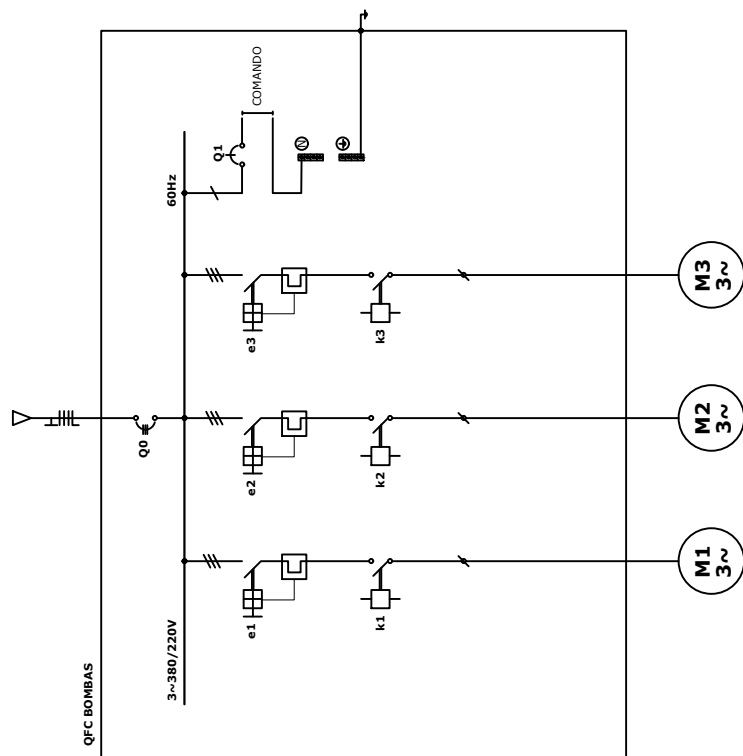 QFC BOMBAS
3~380/220V
60Hz
Q0
Q1
COMANDO
N
e1
e2
e3
k1
k2
k3
M1
3~
M2
3~
M3
3~